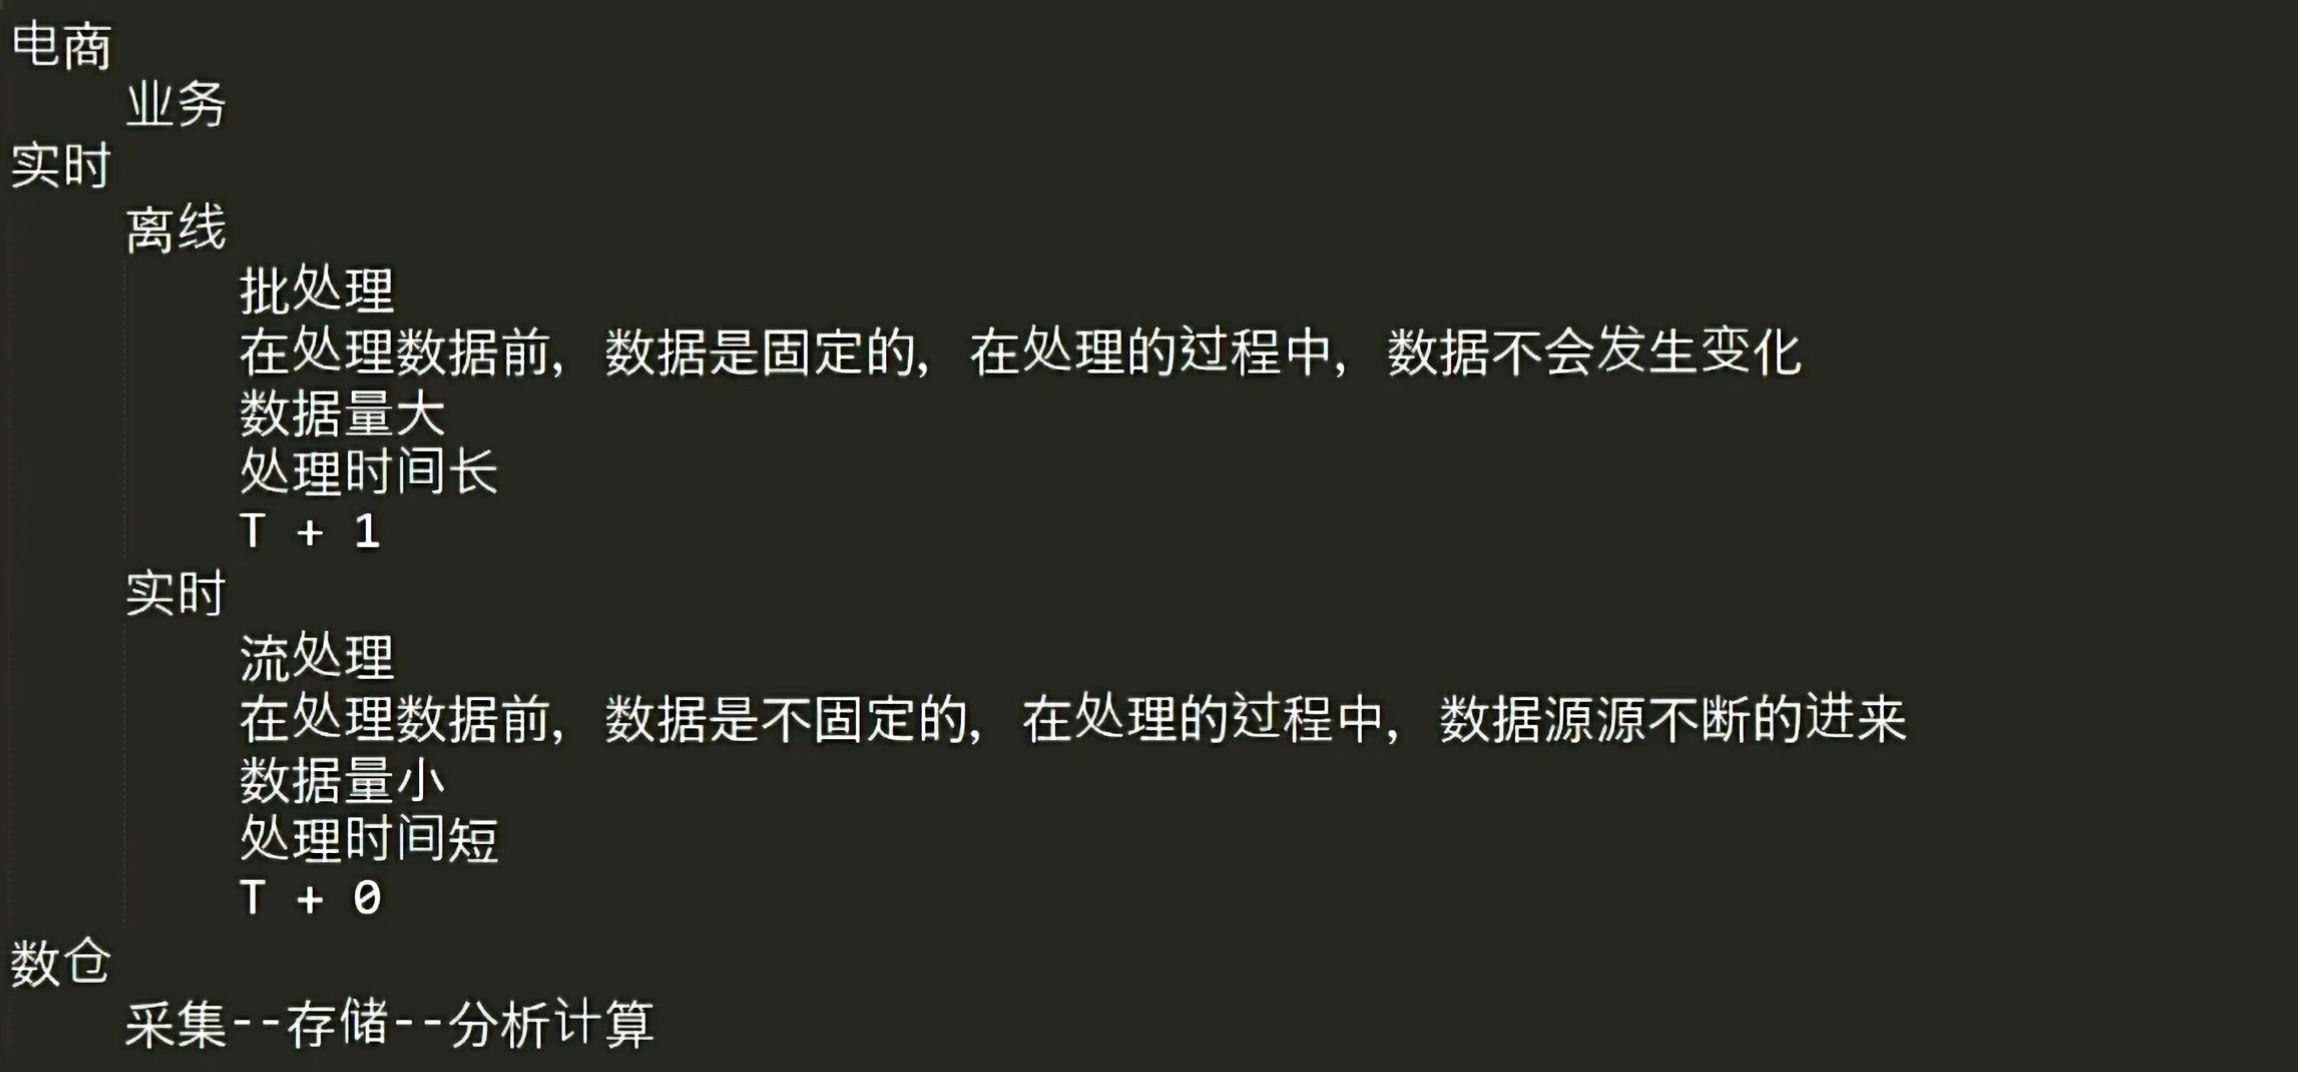 电商
业务
实时
离线
批处理
在处理数据前，数据是固定的，在处理的过程中，数据不会发生变化
数据量大
处理时间长
T + 1
实时
流处理
在处理数据前，数据是不固定的，在处理的过程中，数据源源不断的进来
数据量小
处理时间短
T + 0
数仓
采集--存储--分析计算